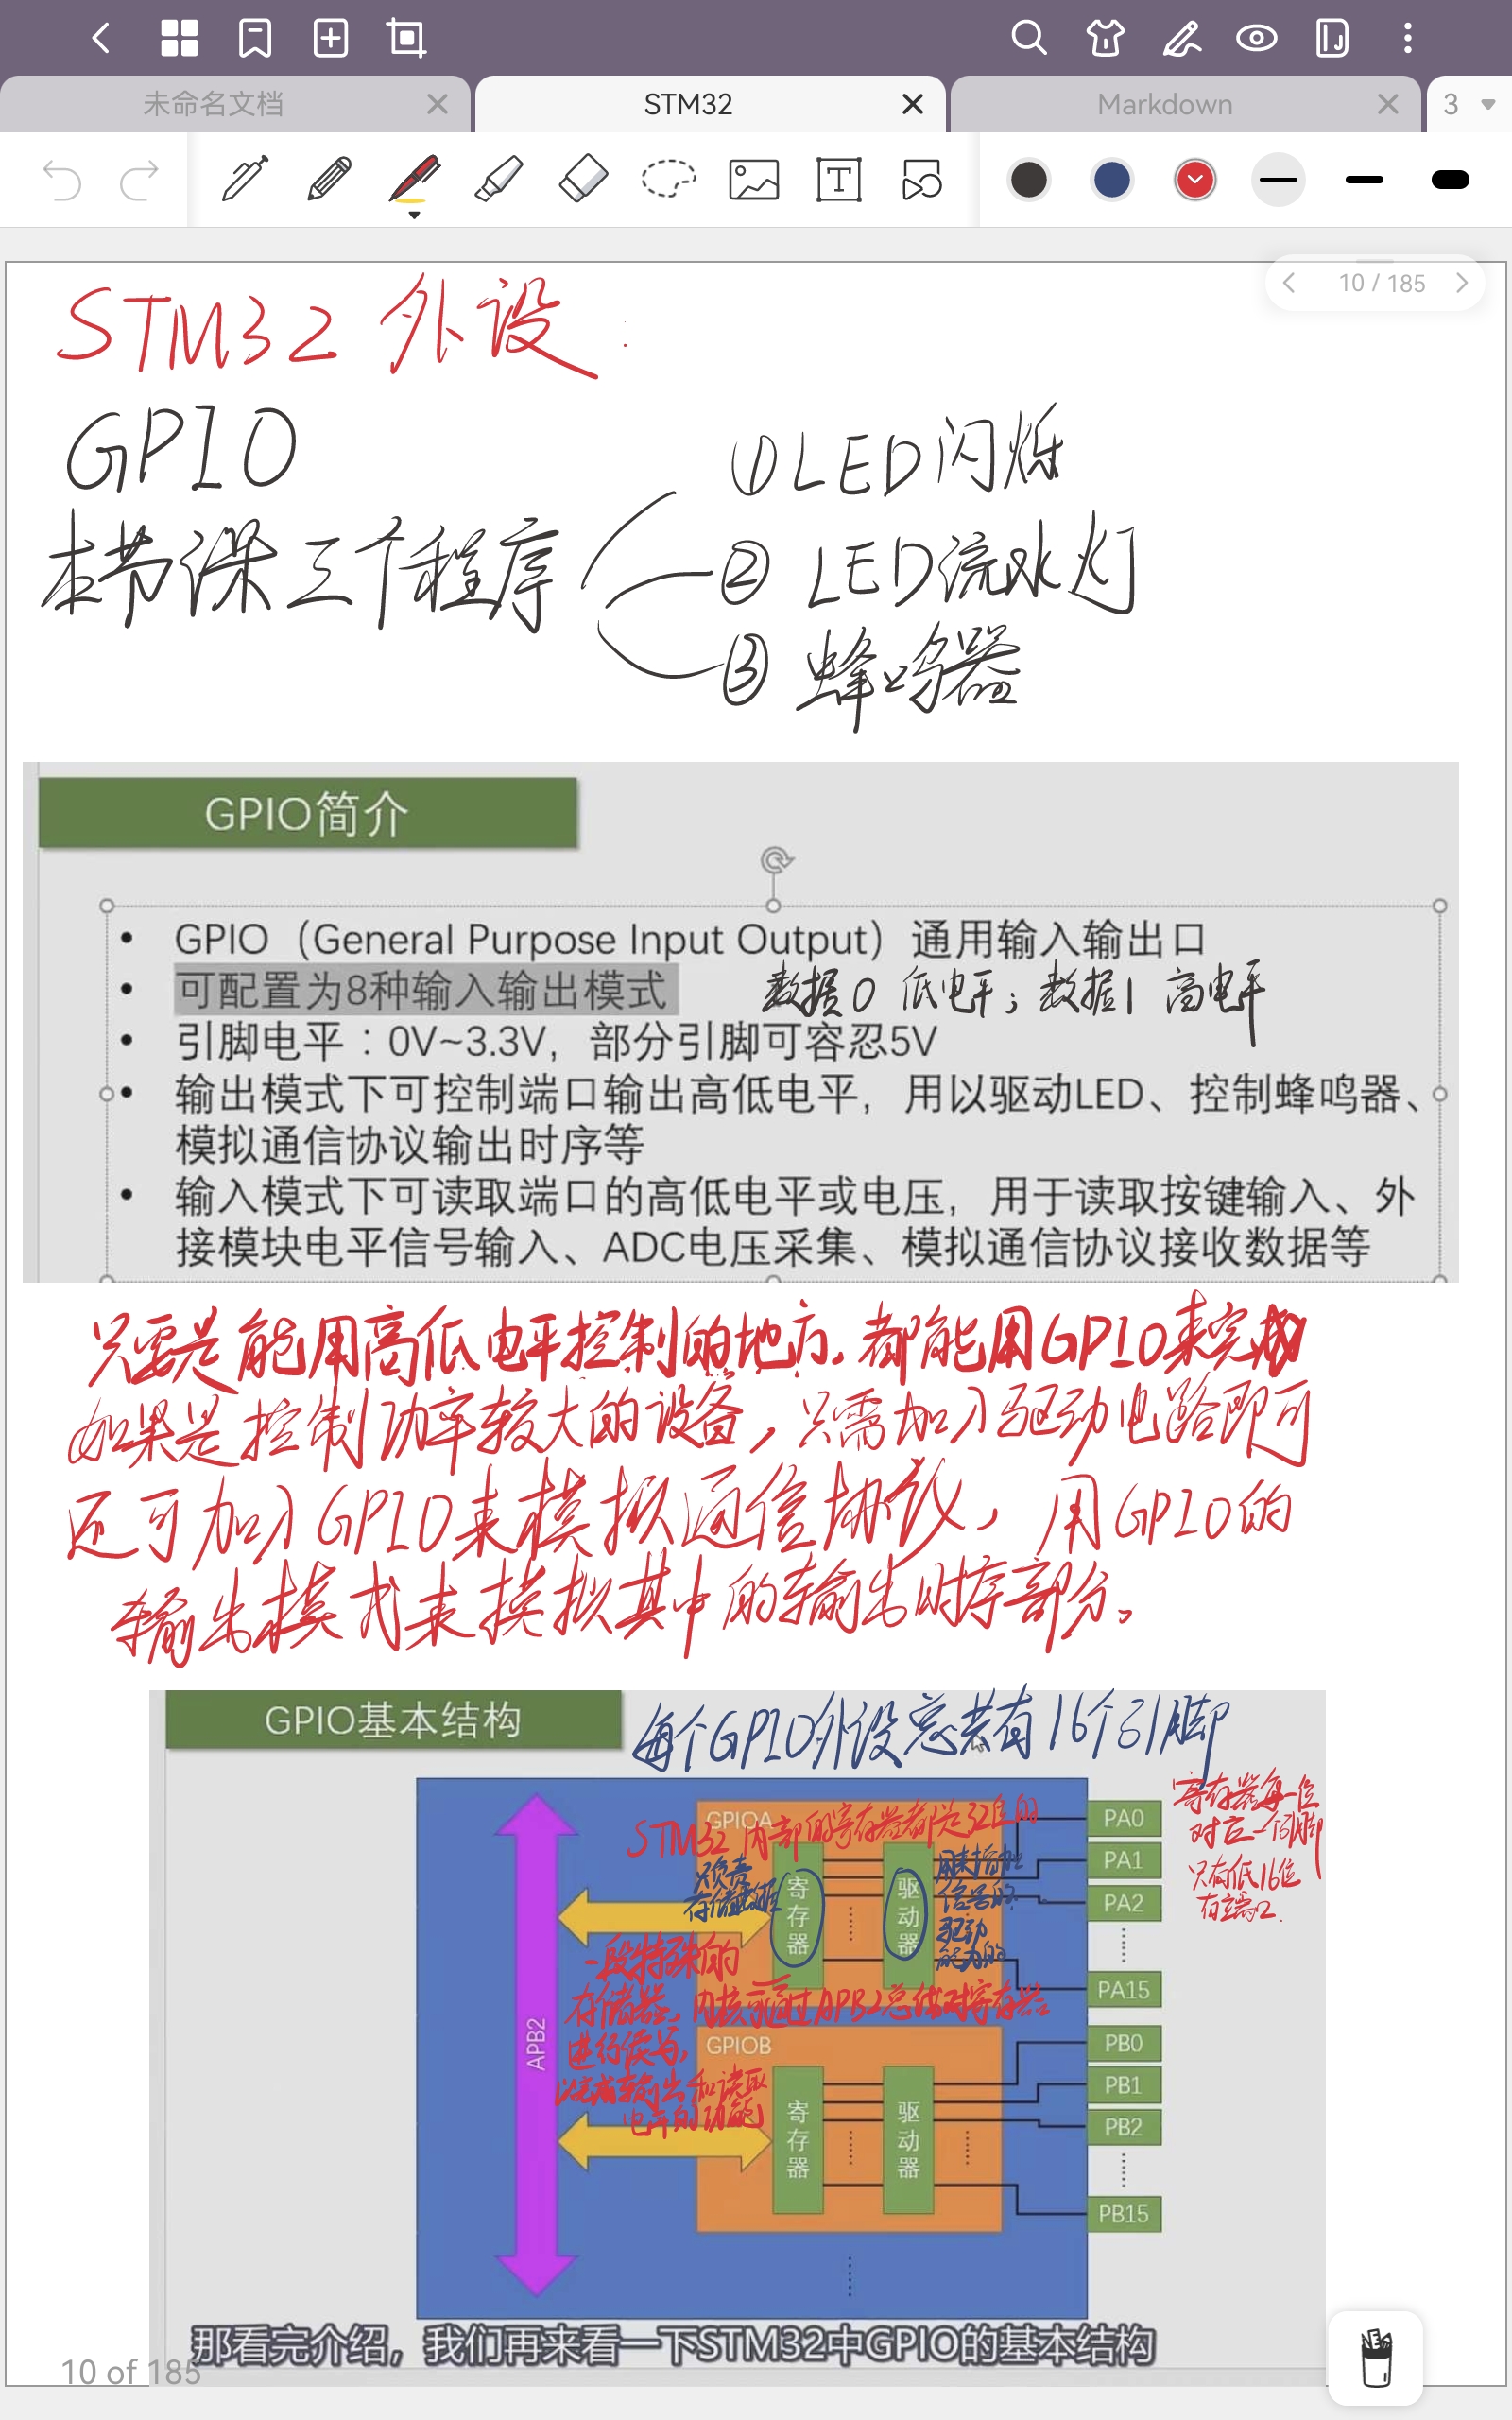 未命名文档
STM32
Markdown
3
10 / 185
STM32 外设:
GPIO
本节课三个程序
①LED闪烁
② LED流水灯
③ 蜂鸣器
GPIO简介
• GPIO（General Purpose Input Output）通用输入输出口
• 可配置为8种输入输出模式
数据0 低电平；数据1 高电平
• 引脚电平：0V~3.3V，部分引脚可容忍5V
• 输出模式下可控制端口输出高低电平，用以驱动LED、控制蜂鸣器、
模拟通信协议输出时序等
• 输入模式下可读取端口的高低电平或电压，用于读取按键输入、外
接模块电平信号输入、ADC电压采集、模拟通信协议接收数据等
只要是能用高低电平控制的地方、都能用GPIO来完成
如果是控制功率较大的设备，只需加入驱动电路即可
还可加入GPIO来模拟通信协议，用GPIO的
输出模式来模拟其中的输出时序部分。
GPIO基本结构
每个GPIO外设总共有16个引脚
寄存器每一位
对应一个引脚
只有低16位
有端口.
STM32 内部的寄存器都是32位的
GPIOA
只负责
存储数据
寄存器
驱动器
用来增加
信号的
驱动
能力的
PA0
PA1
PA2
PA15
一段特殊的
存储器，内核可通过APB2总线对寄存器
进行读写，
以完成输出和读取
电平的功能
APB2
GPIOB
寄存器
驱动器
PB0
PB1
PB2
PB15
那看完介绍，我们再来看一下STM32中GPIO的基本结构
10 of 185